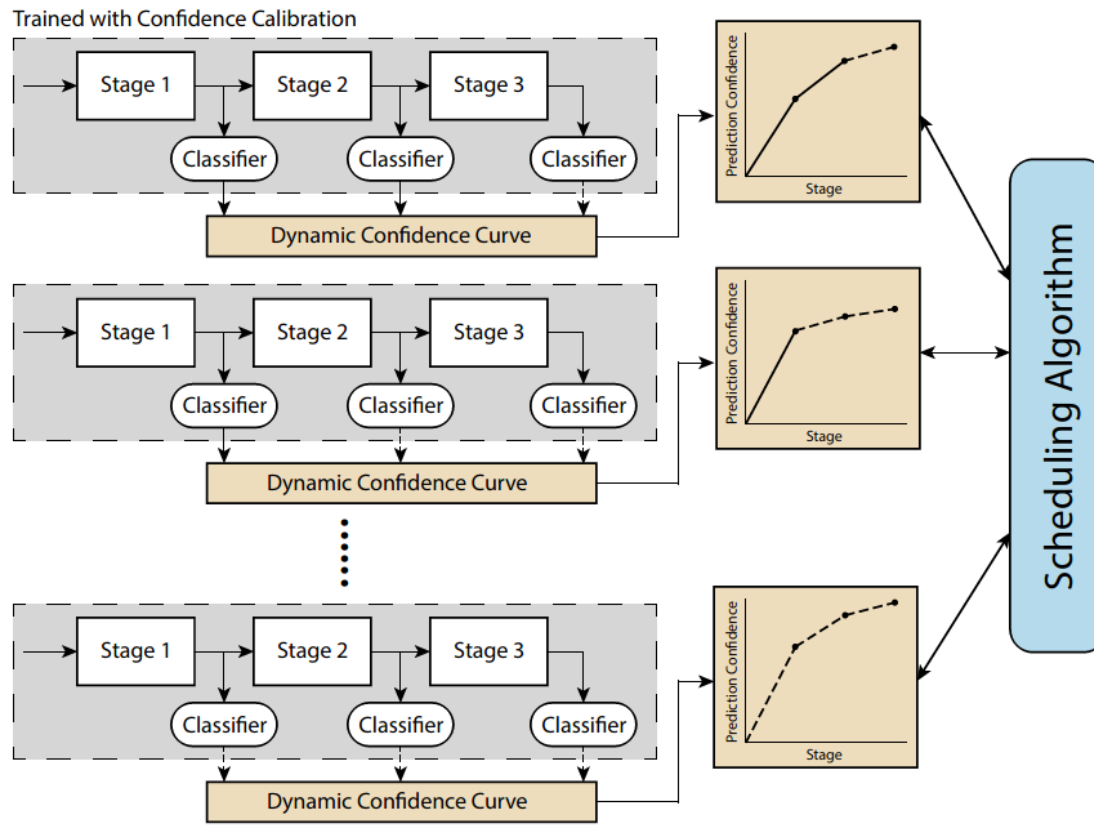 Trained with Confidence Calibration
Stage 1
Stage 2
Stage 3
Classifier
Classifier
Classifier
Dynamic Confidence Curve
Prediction Confidence
Stage
Stage 1
Stage 2
Stage 3
Classifier
Classifier
Classifier
Dynamic Confidence Curve
Prediction Confidence
Stage
Stage 1
Stage 2
Stage 3
Classifier
Classifier
Classifier
Dynamic Confidence Curve
Prediction Confidence
Stage
Scheduling Algorithm